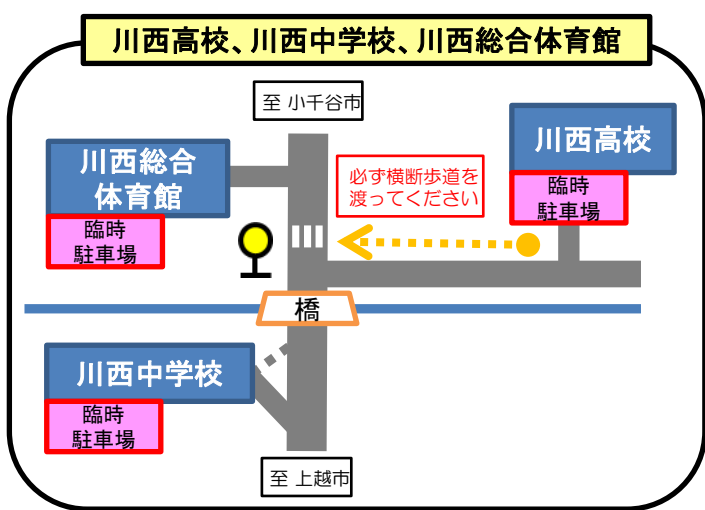 川西高校、川西中学校、川西総合体育館
至 小千谷市
川西高校
臨時
駐車場
川西総合
体育館
臨時
駐車場
必ず横断歩道を
渡ってください
橋
川西中学校
臨時
駐車場
至 上越市